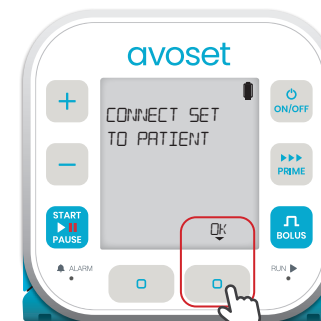 avoset
ON/OFF
CONNECT SET
TO PATIENT
PRIME
START
PAUSE
OK
BOLUS
ALARM
RUN